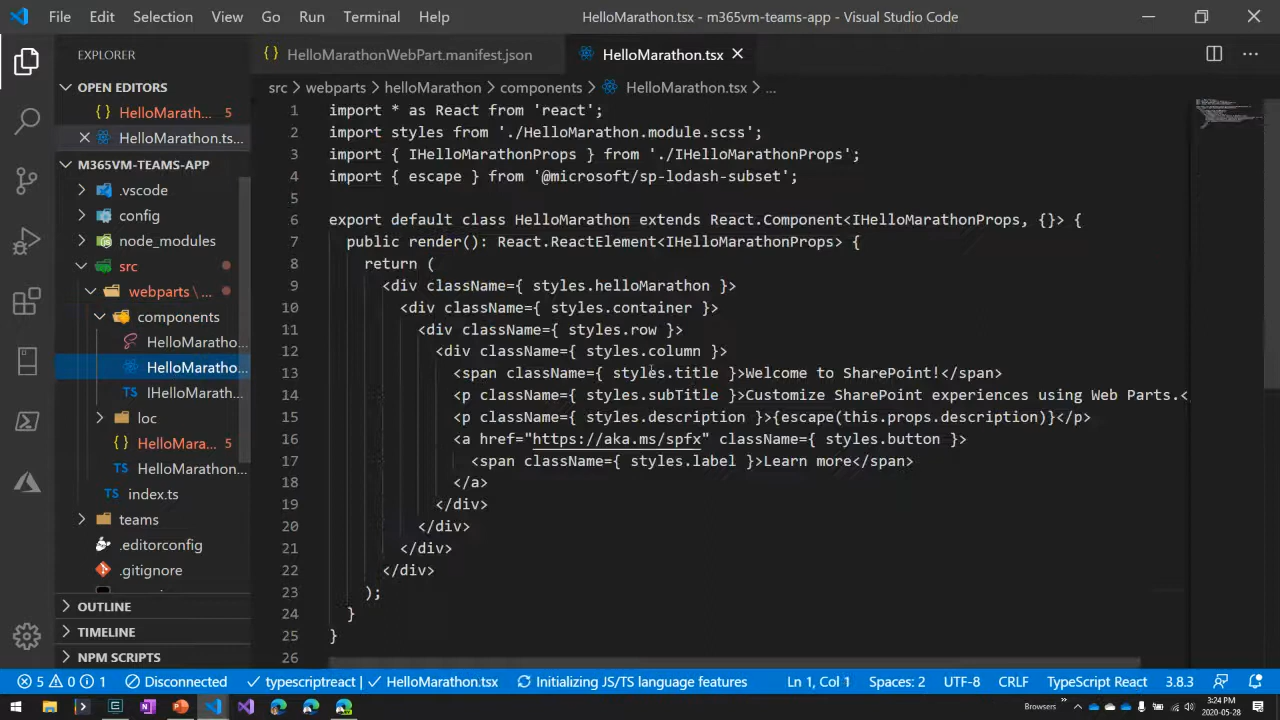 File Edit Selection View Go Run Terminal Help
HelloMarathon.tsx - m365vm-teams-app - Visual Studio Code
EXPLORER
OPEN EDITORS
HelloMarath... 5
HelloMarathon.ts...
M365VM-TEAMS-APP
.vscode
config
node_modules
src
webparts \ ...
components
HelloMaratho...
HelloMaratho...
IHelloMarath...
loc
HelloMara... 5
HelloMarathon...
index.ts
teams
.editorconfig
.gitignore
OUTLINE
TIMELINE
NPM SCRIPTS
HelloMarathonWebPart.manifest.json
HelloMarathon.tsx
src > webparts > helloMarathon > components > HelloMarathon.tsx > ...
1 import * as React from 'react';
2 import styles from './HelloMarathon.module.scss';
3 import { IHelloMarathonProps } from './IHelloMarathonProps';
4 import { escape } from '@microsoft/sp-lodash-subset';
5
6 export default class HelloMarathon extends React.Component<IHelloMarathonProps, {}> {
7 public render(): React.ReactElement<IHelloMarathonProps> {
8 return (
9 <div className={ styles.helloMarathon }>
10 <div className={ styles.container }>
11 <div className={ styles.row }>
12 <div className={ styles.column }>
13 <span className={ styles.title }>Welcome to SharePoint!</span>
14 <p className={ styles.subTitle }>Customize SharePoint experiences using Web Parts.<
15 <p className={ styles.description }>{escape(this.props.description)}</p>
16 <a href="https://aka.ms/spfx" className={ styles.button }>
17 <span className={ styles.label }>Learn more</span>
18 </a>
19 </div>
20 </div>
21 </div>
22 </div>
23 );
24 }
25 }
26
5 0 1 Disconnected typescriptreact | HelloMarathon.tsx Initializing JS/TS language features Ln 1, Col 1 Spaces: 2 UTF-8 CRLF TypeScript React 3.8.3
Browsers
3:24 PM
2020-05-28